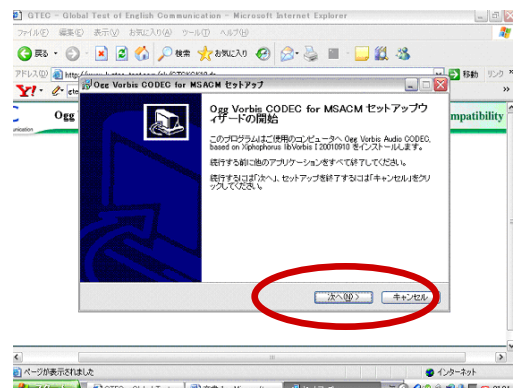 GTEC - Global Test of English Communication - Microsoft Internet Explorer
ファイル(F) 編集(E) 表示(V) お気に入り(A) ツール(T) ヘルプ(H)
戻る 検索 お気に入り
アドレス(D) 移動 リンク
Y!
Ogg mpatibility
Ogg Vorbis CODEC for MSACM セットアップ
Ogg Vorbis CODEC for MSACM セットアップウ
ィザードの開始
このプログラムはご使用のコンピュータへ Ogg Vorbis Audio CODEC,
based on Xiphophorus libVorbis I 20010910 をインストールします。
続行する前に他のアプリケーションをすべて終了してください。
続行するには「次へ」、セットアップを終了するには「キャンセル」をクリ
ックしてください。
次へ(N) > キャンセル
ページが表示されました インターネット